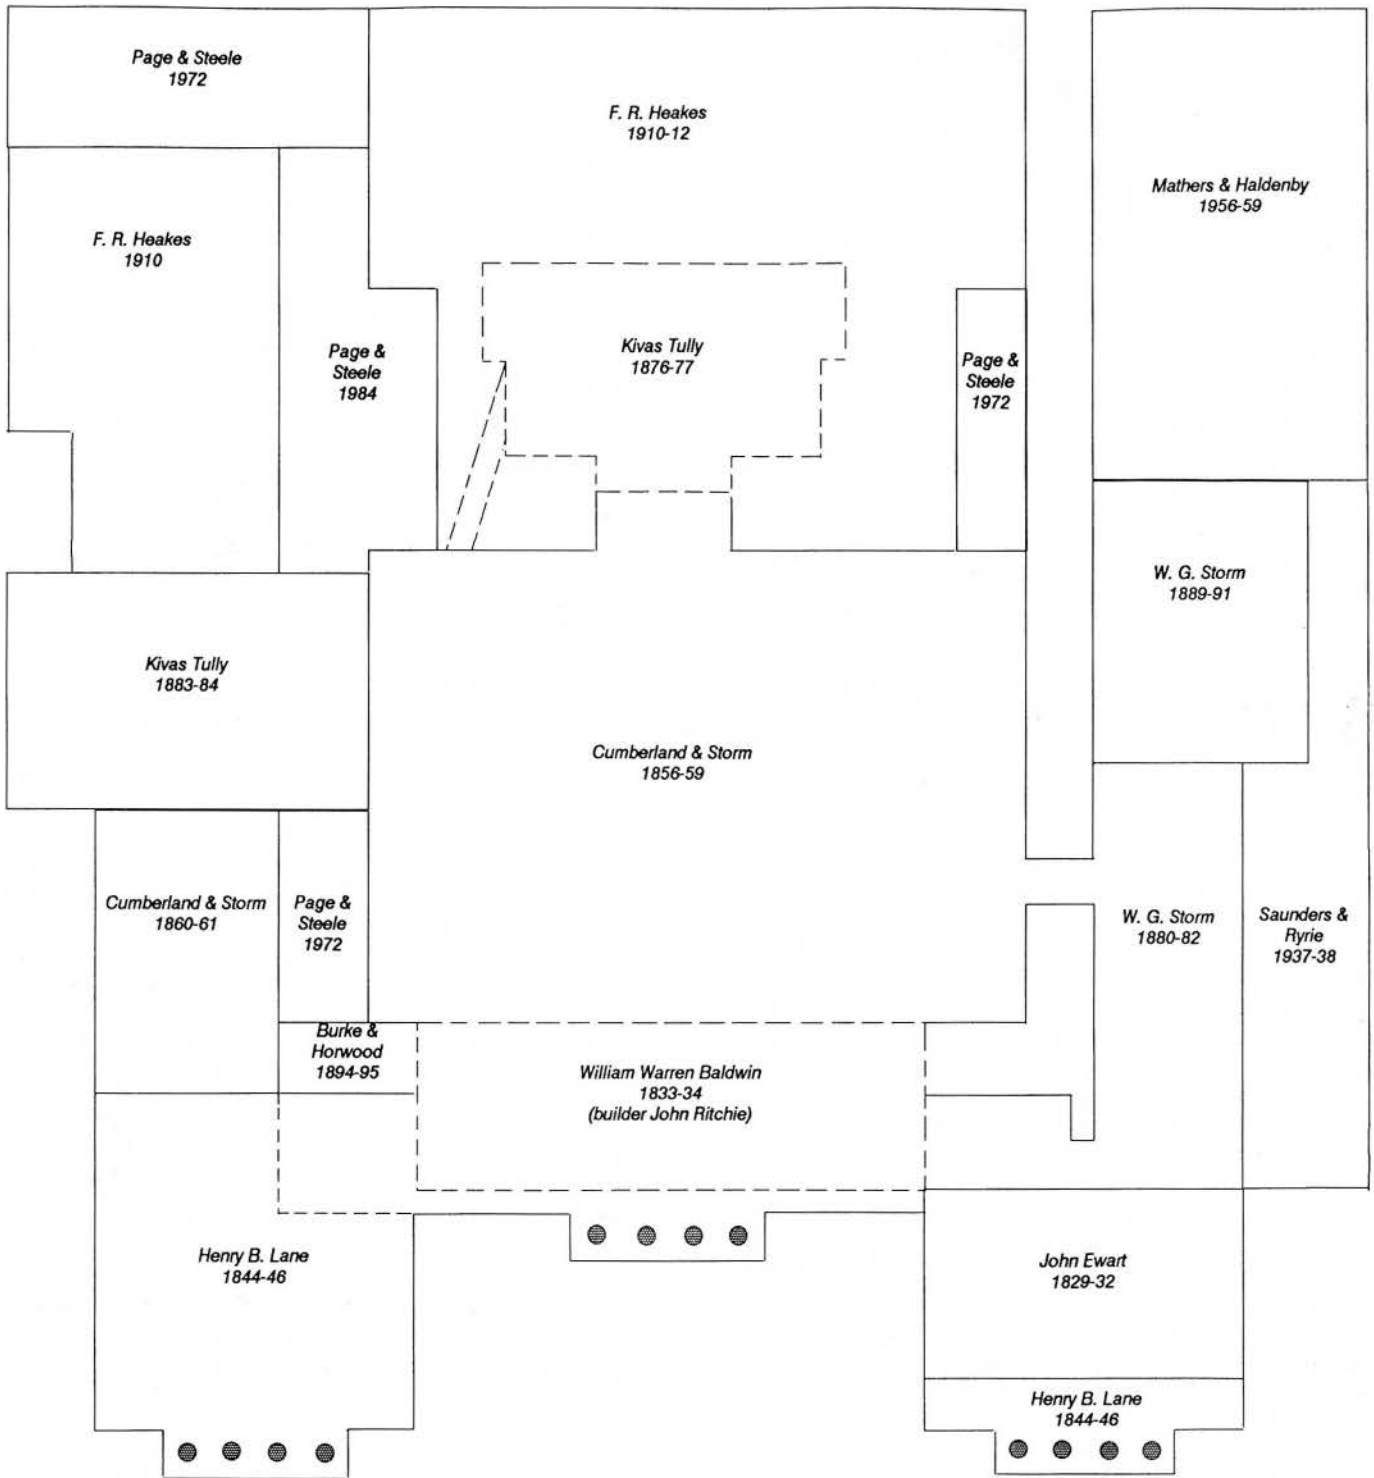 Page & Steele
1972
F. R. Heakes
1910-12
Mathers & Haldenby
1956-59
F. R. Heakes
1910
Page &
Steele
1984
Kivas Tully
1876-77
Page &
Steele
1972
W. G. Storm
1889-91
Kivas Tully
1883-84
Cumberland & Storm
1856-59
Cumberland & Storm
1860-61
Page &
Steele
1972
W. G. Storm
1880-82
Saunders &
Ryrie
1937-38
Burke &
Horwood
1894-95
William Warren Baldwin
1833-34
(builder John Ritchie)
Henry B. Lane
1844-46
John Ewart
1829-32
Henry B. Lane
1844-46